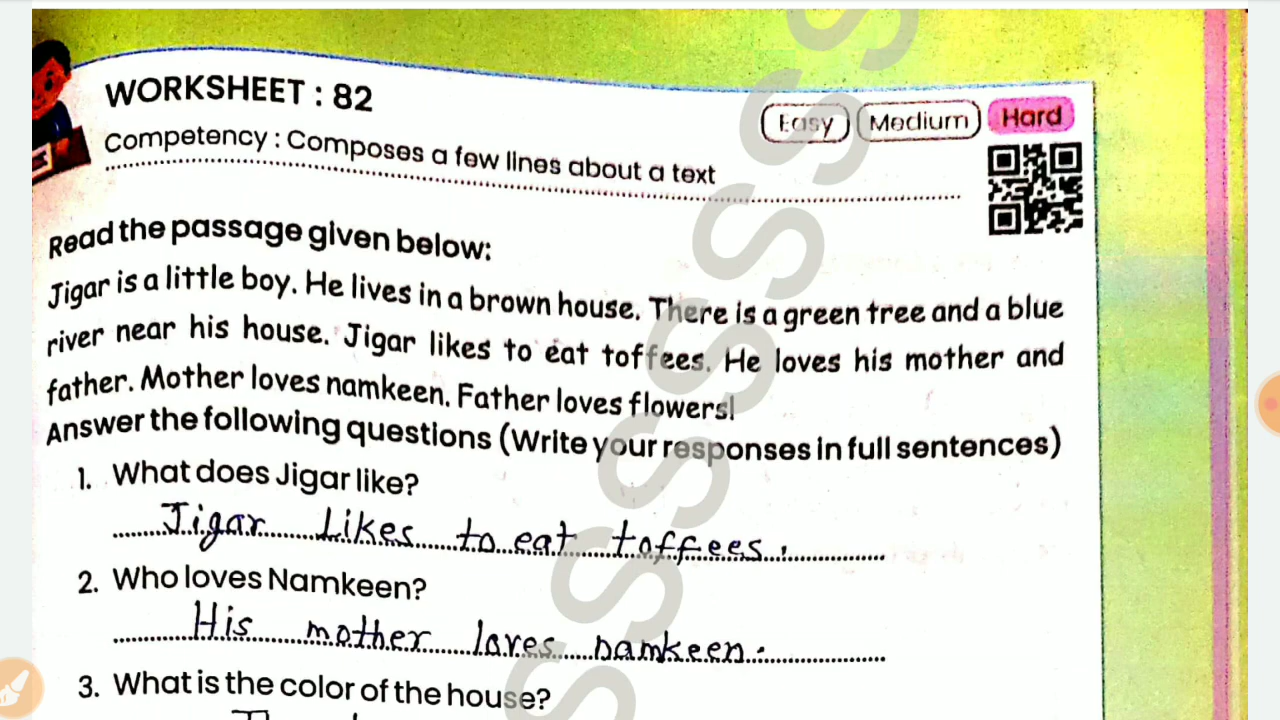 WORKSHEET : 82
Easy Medium Hard
Competency : Composes a few lines about a text
Read the passage given below:
Jigar is a little boy. He lives in a brown house. There is a green tree and a blue
river near his house. Jigar likes to eat toffees. He loves his mother and
father. Mother loves namkeen. Father loves flowers!
Answer the following questions (Write your responses in full sentences)
1. What does Jigar like?
Jigar Likes to eat toffees.
2. Who loves Namkeen?
His mother loves namkeen.
3. What is the color of the house?
SSSSSSS